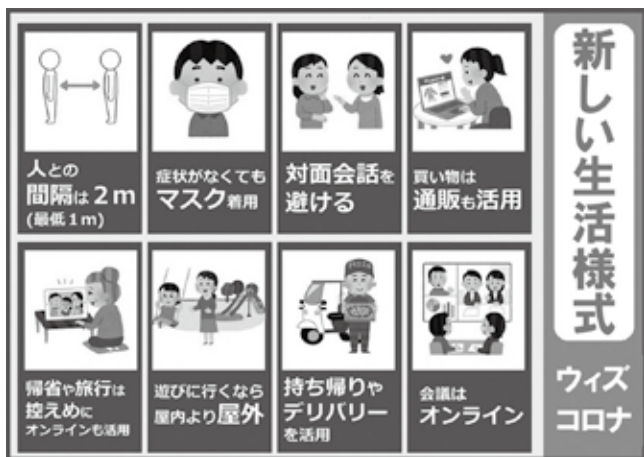 新しい生活様式
ウィズ
コロナ
人との
間隔は2m
(最低1m)
症状がなくても
マスク着用
対面会話を
避ける
買い物は
通販も活用
帰省や旅行は
控えめに
オンラインも活用
遊びに行くなら
屋内より屋外
持ち帰りや
デリバリー
を活用
会議は
オンライン